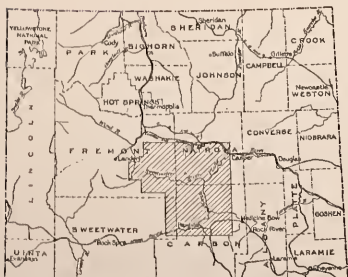 YELLOWSTONE
NATIONAL
PARK
Sheridan
SHERIDAN
PARK
Cody
BIGHORN
Buffalo
Gillette
CROOK
CAMPBELL
WASHAKIE
JOHNSON
Newcastle
WESTON
HOT SPRINGS
Thermopolis
LINCOLN
CONVERSE
NIOBRARA
FREMONT
NATRONA
Lander
Casper
Douglas
PLATTE
GOSHEN
Medicine Bow
Rock River
ALBANY
SWEETWATER
Rock Springs
Rawlins
CARBON
UINTA
Evanston
Laramie
LARAMIE
Cheyenne